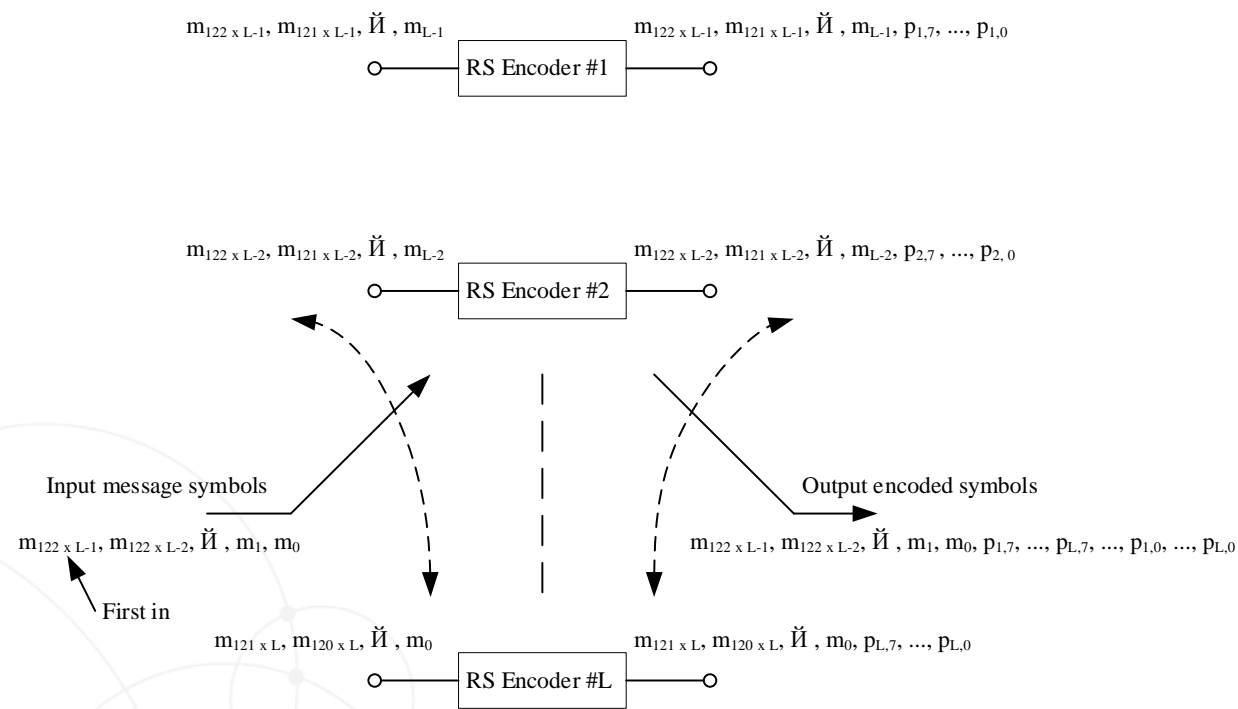 m122 x L-1, m121 x L-1, Й , mL-1
m122 x L-1, m121 x L-1, Й , mL-1, p1,7, ..., p1,0
RS Encoder #1
m122 x L-2, m121 x L-2, Й , mL-2
m122 x L-2, m121 x L-2, Й , mL-2, p2,7 , ..., p2, 0
RS Encoder #2
Input message symbols
Output encoded symbols
m122 x L-1, m122 x L-2, Й , m1, m0
m122 x L-1, m122 x L-2, Й , m1, m0, p1,7, ..., pL,7, ..., p1,0, ..., pL,0
First in
m121 x L, m120 x L, Й , m0
m121 x L, m120 x L, Й , m0, pL,7, ..., pL,0
RS Encoder #L